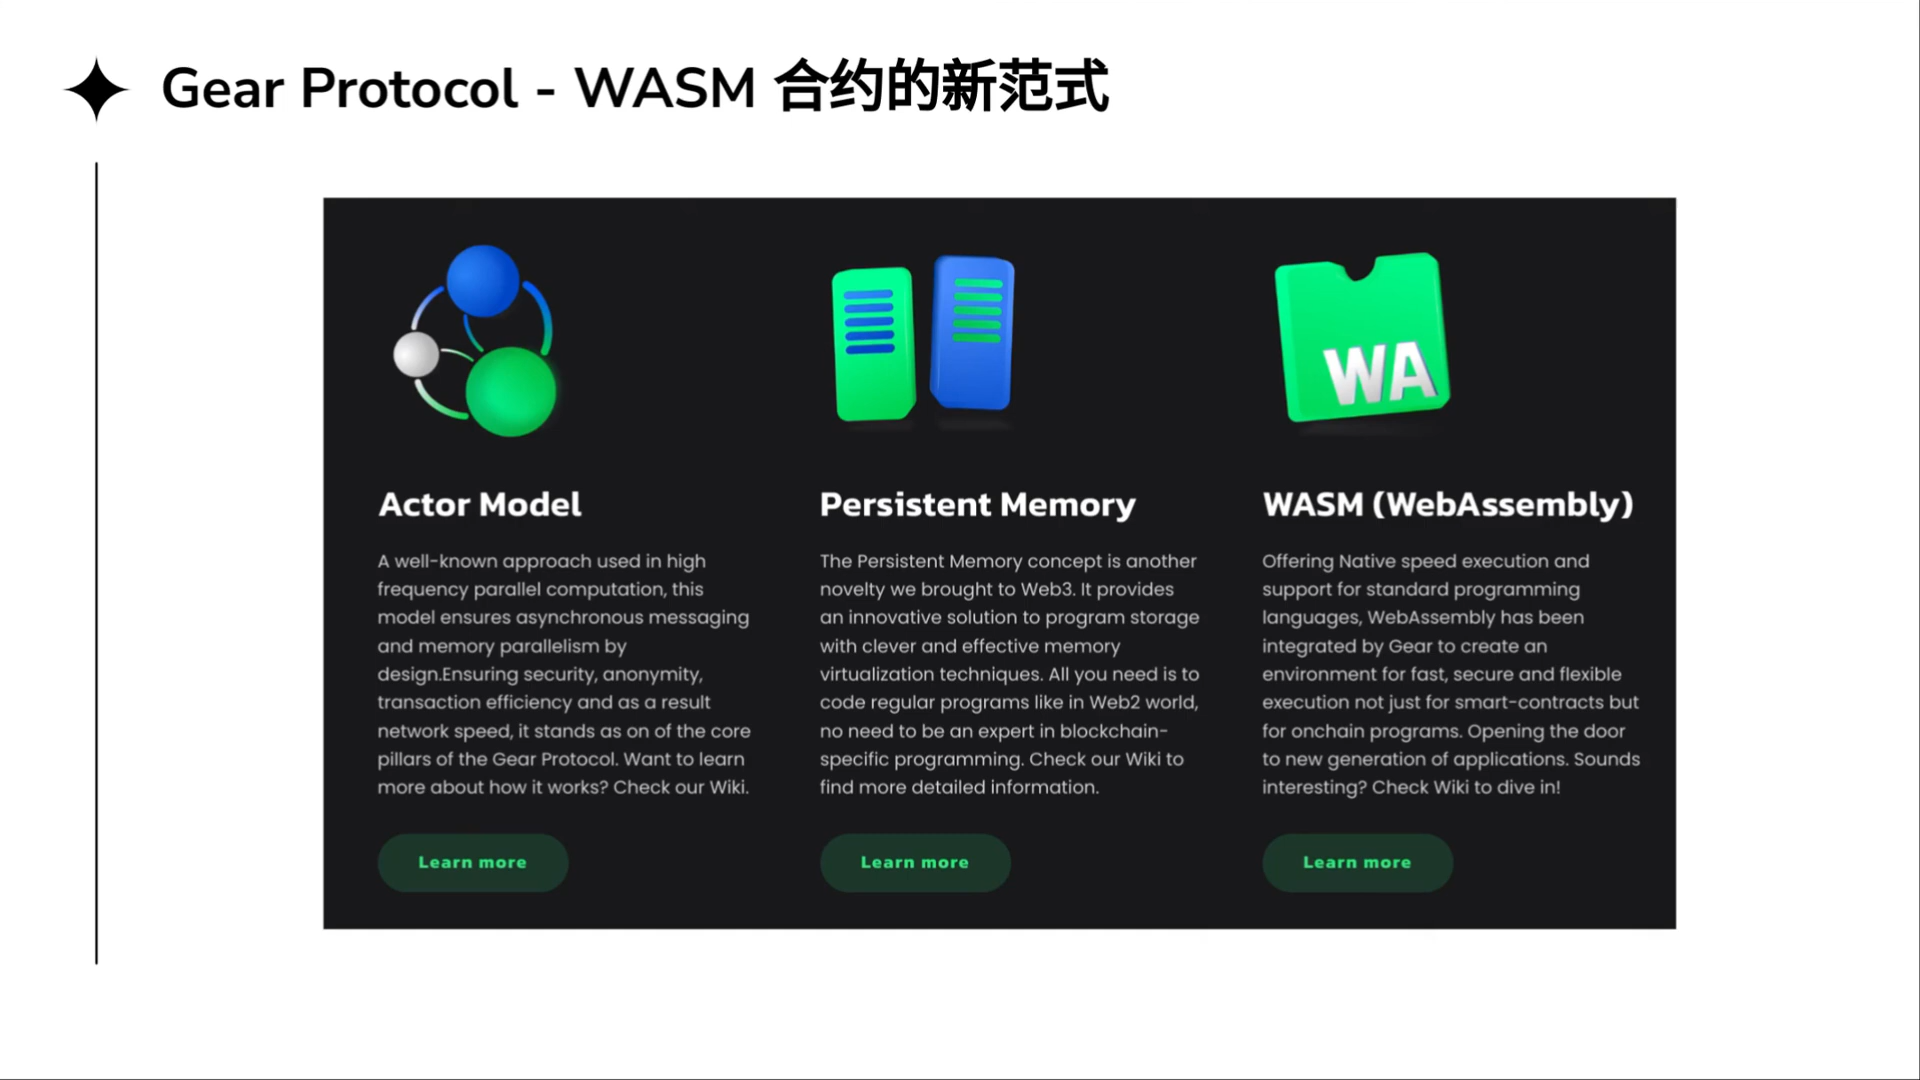 Gear Protocol - WASM 合约的新范式
WA
Actor Model
A well-known approach used in high
frequency parallel computation, this
model ensures asynchronous messaging
and memory parallelism by
design.Ensuring security, anonymity,
transaction efficiency and as a result
network speed, it stands as on of the core
pillars of the Gear Protocol. Want to learn
more about how it works? Check our Wiki.
Learn more
Persistent Memory
The Persistent Memory concept is another
novelty we brought to Web3. It provides
an innovative solution to program storage
with clever and effective memory
virtualization techniques. All you need is to
code regular programs like in Web2 world,
no need to be an expert in blockchain-
specific programming. Check our Wiki to
find more detailed information.
Learn more
WASM (WebAssembly)
Offering Native speed execution and
support for standard programming
languages, WebAssembly has been
integrated by Gear to create an
environment for fast, secure and flexible
execution not just for smart-contracts but
for onchain programs. Opening the door
to new generation of applications. Sounds
interesting? Check Wiki to dive in!
Learn more